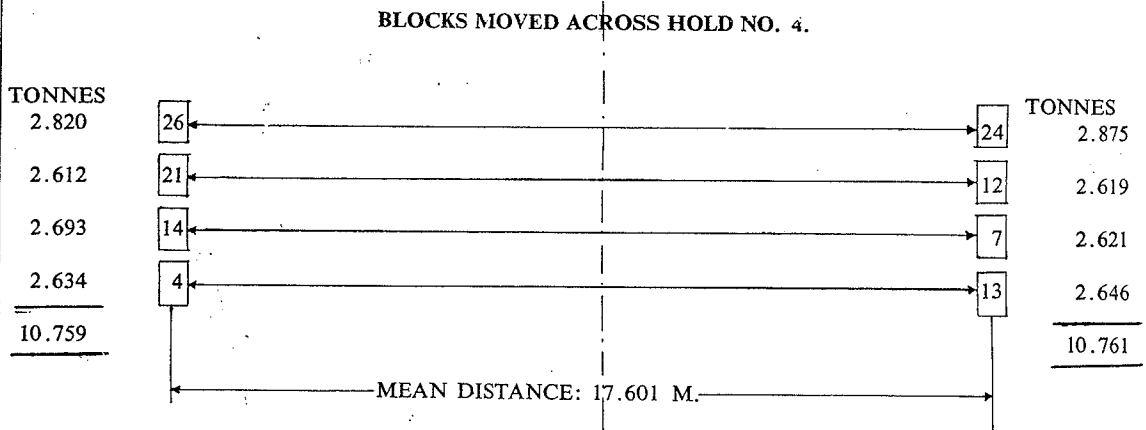 BLOCKS MOVED ACROSS HOLD NO. 4.
TONNES TONNES
2.820 26 24 2.875
2.612 21 12 2.619
2.693 14 7 2.621
2.634 4 13 2.646
10.759 10.761
MEAN DISTANCE: 17.601 M.